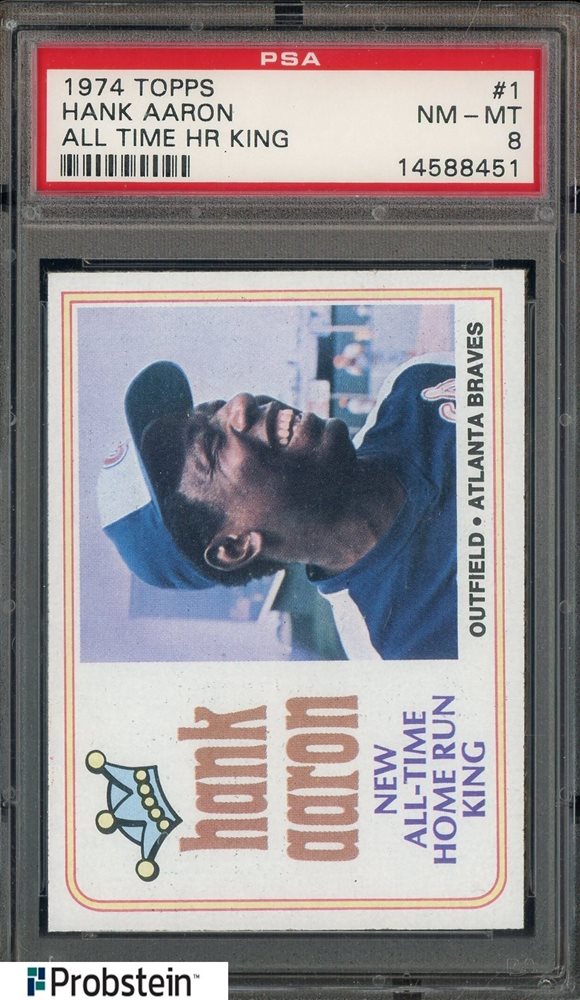 PSA
1974 TOPPS #1
HANK AARON NM - MT
ALL TIME HR KING 8
14588451
hank
aaron
NEW
ALL-TIME
HOME RUN
KING
OUTFIELD • ATLANTA BRAVES
Probstein™